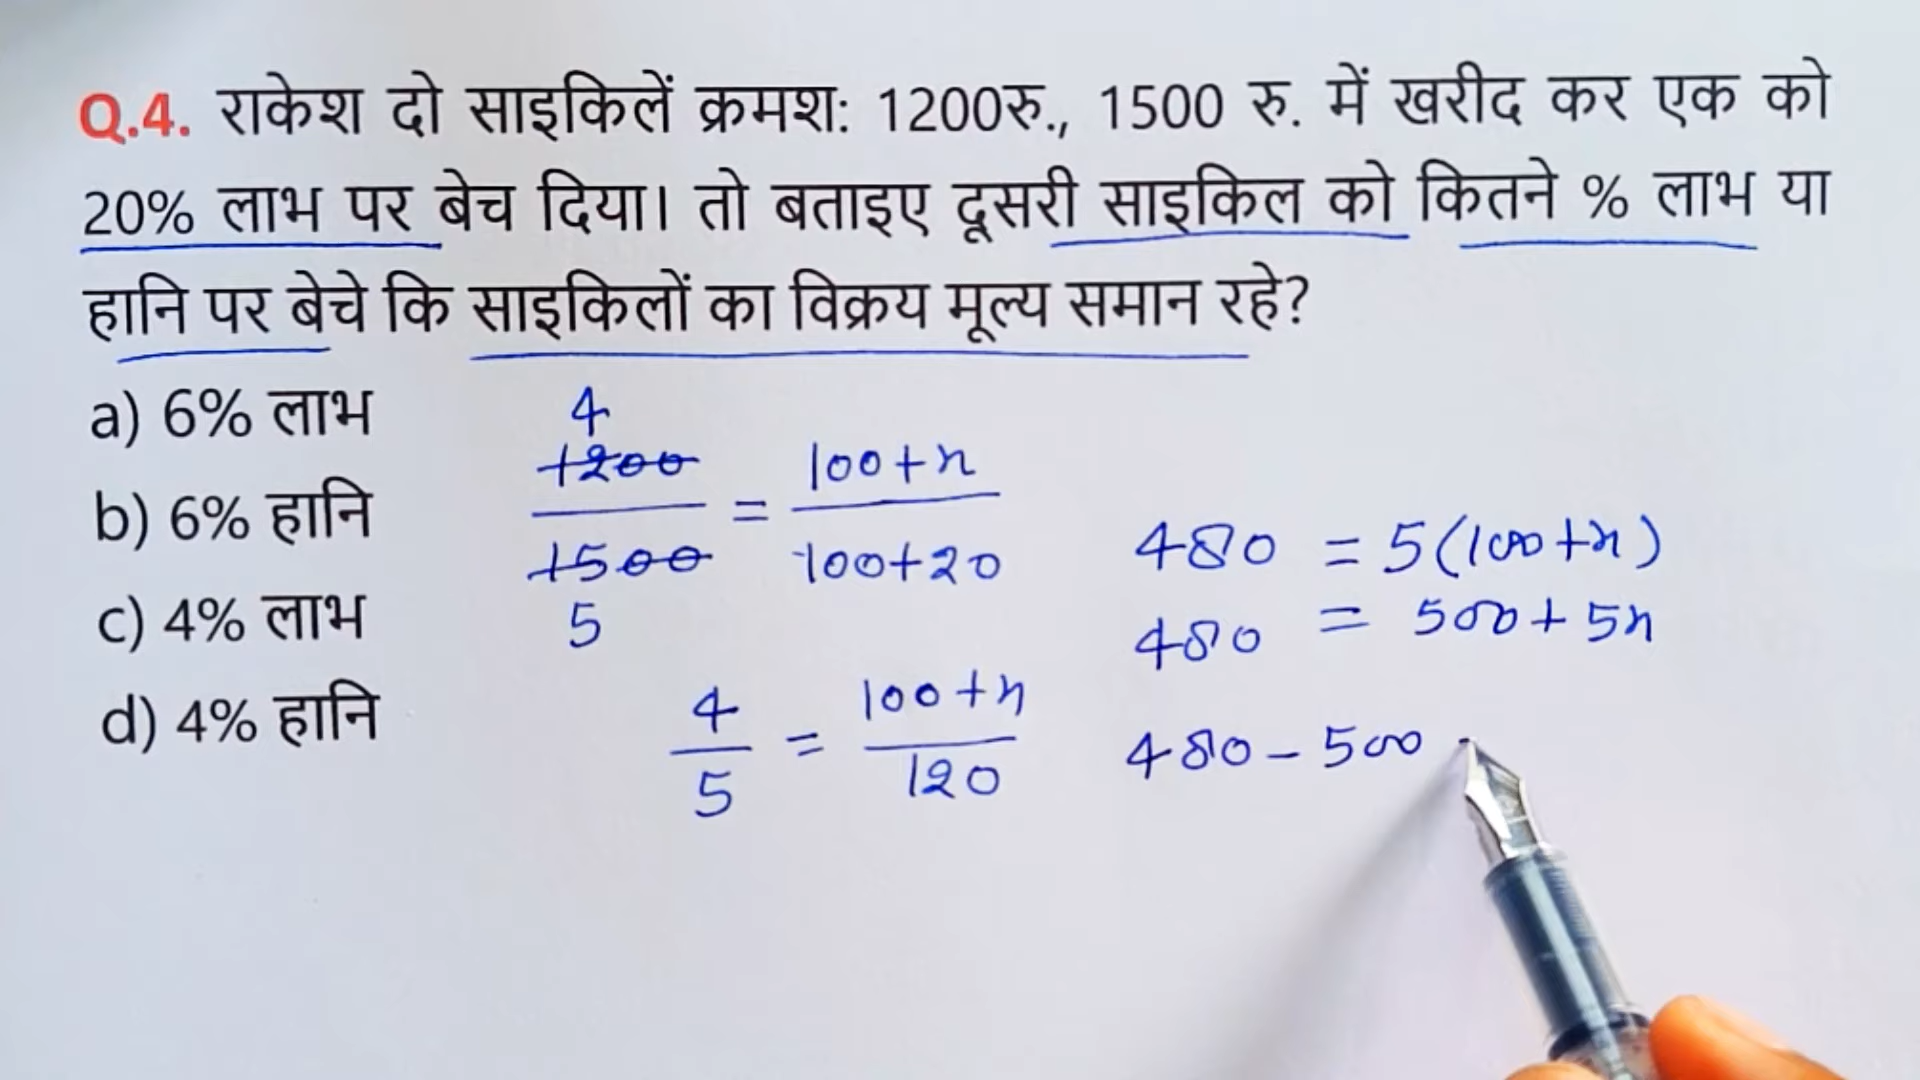 Q.4. राकेश दो साइकिलें क्रमश: 1200रु., 1500 रु. में खरीद कर एक को
20% लाभ पर बेच दिया। तो बताइए दूसरी साइकिल को कितने % लाभ या
हानि पर बेचे कि साइकिलों का विक्रय मूल्य समान रहे?
a) 6% लाभ
b) 6% हानि
c) 4% लाभ
d) 4% हानि
4
1200 = 100+x
1500 100+20
5
4 = 100+x
5 120
480 = 5(100+x)
480 = 500+5x
480-500